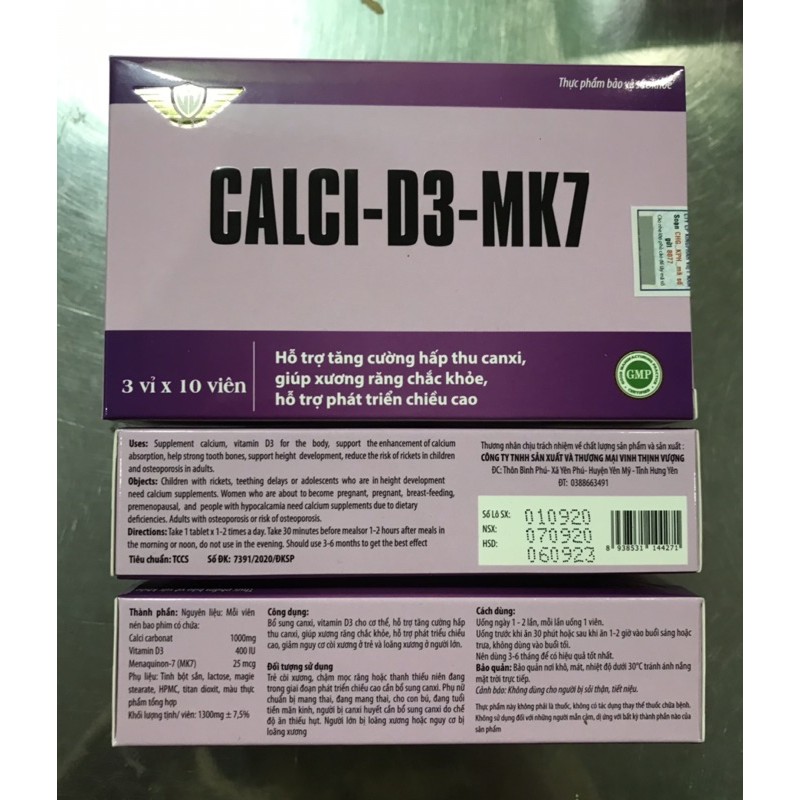 Thực phẩm bảo vệ sức khỏe
CALCI-D3-MK7
Soạn CHG_KPH_mã số
gửi 8077
3 vỉ x 10 viên
Hỗ trợ tăng cường hấp thu canxi,
giúp xương răng chắc khỏe,
hỗ trợ phát triển chiều cao
GMP
Uses: Supplement calcium, vitamin D3 for the body, support the enhancement of calcium
absorption, help strong tooth bones, support height development, reduce the risk of rickets in children
and osteoporosis in adults.
Objects: Children with rickets, teething delays or adolescents who are in height development
need calcium supplements. Women who are about to become pregnant, pregnant, breast-feeding,
premenopausal, and people with hypocalcamia need calcium supplements due to dietary
deficiencies. Adults with osteoporosis or risk of osteoporosis.
Directions: Take 1 tablet x 1-2 times a day. Take 30 minutes before mealsor 1-2 hours after meals in
the morning or noon, do not use in the evening. Should use 3-6 months to get the best effect
Tiêu chuẩn: TCCS Số ĐK: 7391/2020/ĐKSP
Thương nhân chịu trách nhiệm về chất lượng sản phẩm và sản xuất :
CÔNG TY TNHH SẢN XUẤT VÀ THƯƠNG MẠI VINH THỊNH VƯỢNG
ĐC: Thôn Bình Phú- Xã Yên Phú- Huyện Yên Mỹ - Tỉnh Hưng Yên
ĐT: 0388663491
Số Lô SX: 010920
NSX: 070920
HSD: 060923
8 938531 144271
Thành phần: Nguyên liệu: Mỗi viên
nén bao phim có chứa:
Calci carbonat 1000mg
Vitamin D3 400 IU
Menaquinon-7 (MK7) 25 mcg
Phụ liệu: Tinh bột sắn, lactose, magie
stearate, HPMC, titan dioxit, màu thực
phẩm tổng hợp
Khối lượng tịnh/ viên: 1300mg ± 7,5%
Công dụng:
Bổ sung canxi, vitamin D3 cho cơ thể, hỗ trợ tăng cường hấp
thu canxi, giúp xương răng chắc khỏe, hỗ trợ phát triển chiều
cao, giảm nguy cơ còi xương ở trẻ và loãng xương ở người lớn.
Đối tượng sử dụng
Trẻ còi xương, chậm mọc răng hoặc thanh thiếu niên đang
trong giai đoạn phát triển chiều cao cần bổ sung canxi. Phụ nữ
chuẩn bị mang thai, đang mang thai, cho con bú, đang tuổi
tiền mãn kinh, người bị canxi huyết cần bổ sung canxi do chế
độ ăn thiếu hụt. Người lớn bị loãng xương hoặc nguy cơ bị
loãng xương
Cách dùng:
Uống ngày 1 - 2 lần, mỗi lần uống 1 viên.
Uống trước khi ăn 30 phút hoặc sau khi ăn 1-2 giờ vào buổi sáng hoặc
trưa, không dùng vào buổi tối.
Nên dùng 3-6 tháng để có hiệu quả tốt nhất.
Bảo quản: Bảo quản nơi khô, mát, nhiệt độ dưới 30°C tránh ánh nắng
mặt trời trực tiếp.
Cảnh báo: Không dùng cho người bị sỏi thận, tiết niệu.
Thực phẩm này không phải là thuốc, không có tác dụng thay thế thuốc chữa bệnh.
Không sử dụng đối với những người mẫn cảm, dị ứng với bất kỳ thành phần nào của
sản phẩm